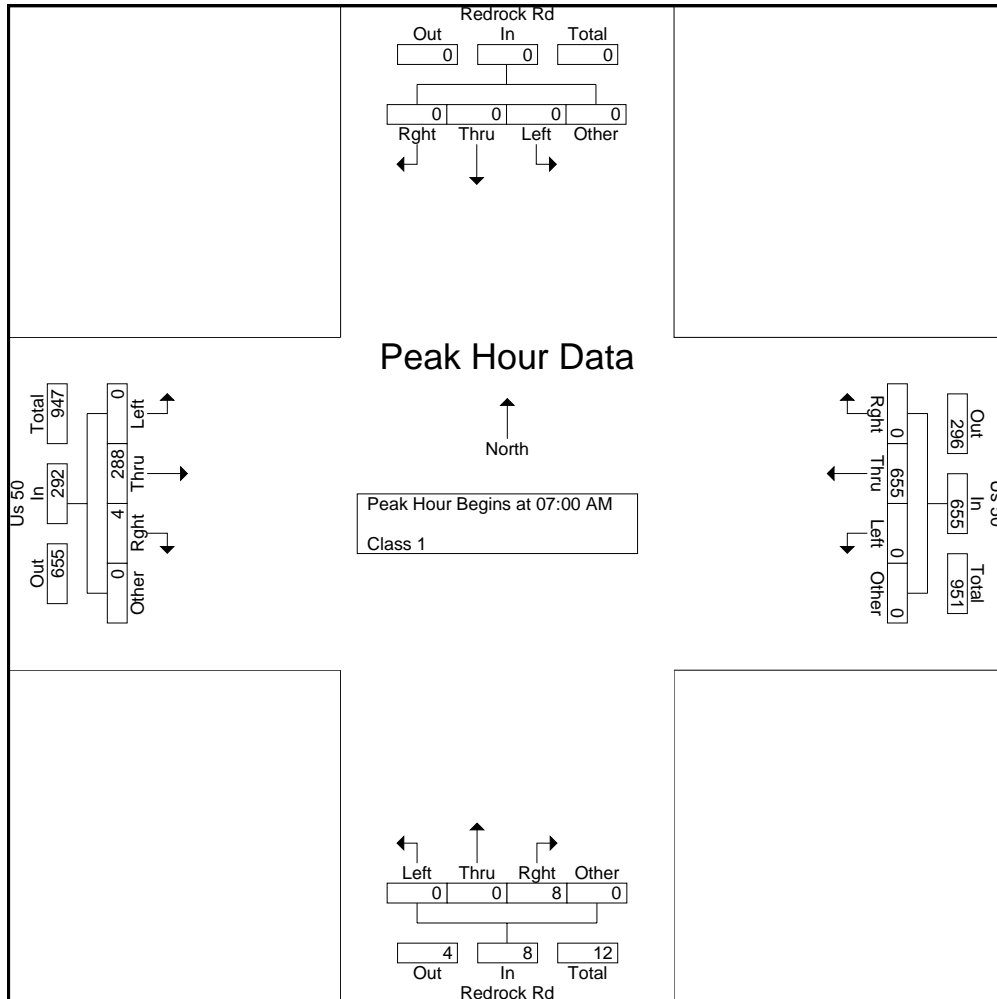 Redrock Rd
Out In Total
0 0 0
0 0 0 0
Rght Thru Left Other
Peak Hour Data
North
Peak Hour Begins at 07:00 AM
Class 1
Us 50
Total In Out
947 292 655
0 288 4 0
Left Thru Rght Other
Rght Thru Left Other
0 655 0 0
Out In Total
296 655 951
Us 50
Left Thru Rght Other
0 0 8 0
4 8 12
Out In Total
Redrock Rd